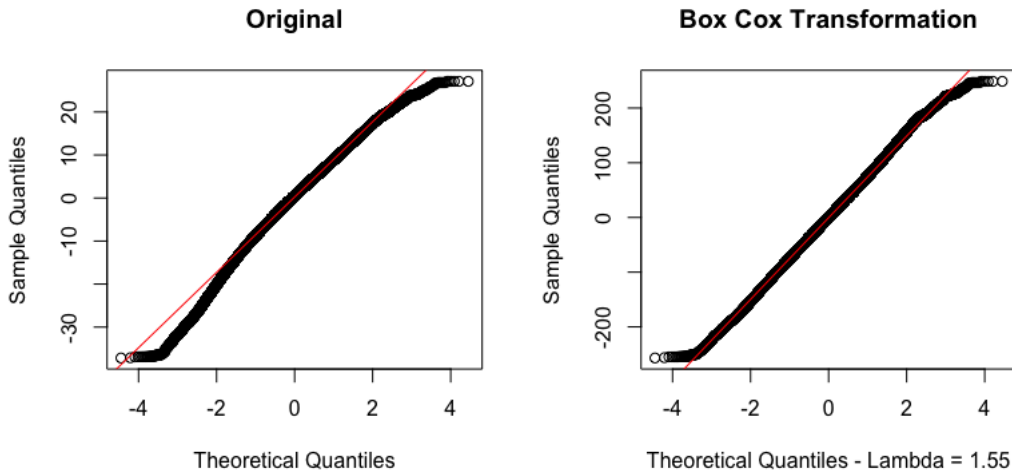 Original
Sample Quantiles
20
10
0
-10
-30
-4 -2 0 2 4
Theoretical Quantiles
Box Cox Transformation
Sample Quantiles
200
100
0
-200
-4 -2 0 2 4
Theoretical Quantiles - Lambda = 1.55